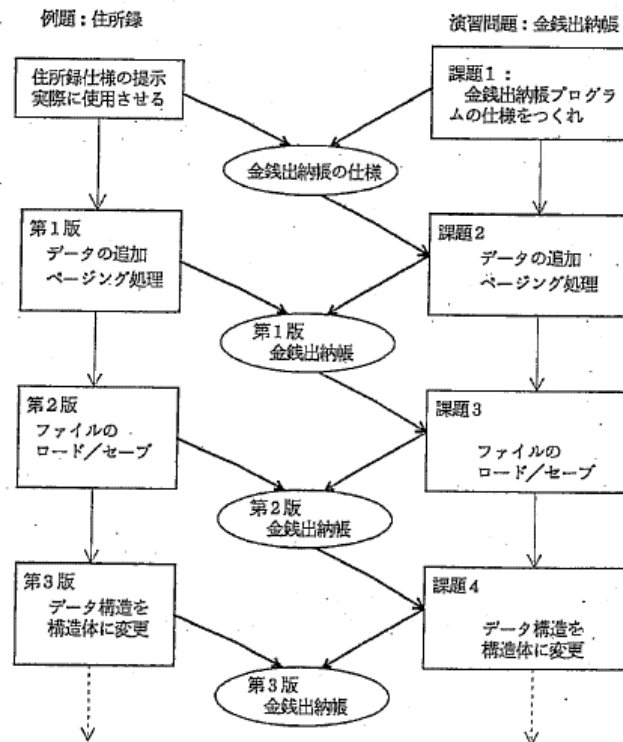 例題：住所録
演習問題：金銭出納帳
住所録仕様の提示
実際に使用させる
課題1：
金銭出納帳プログラ
ムの仕様をつくれ
金銭出納帳の仕様
第1版
データの追加
ページング処理
課題2
データの追加
ページング処理
第1版
金銭出納帳
第2版
ファイルの
ロード／セーブ
課題3
ファイルの
ロード／セーブ
第2版
金銭出納帳
第3版
データ構造を
構造体に変更
課題4
データ構造を
構造体に変更
第3版
金銭出納帳